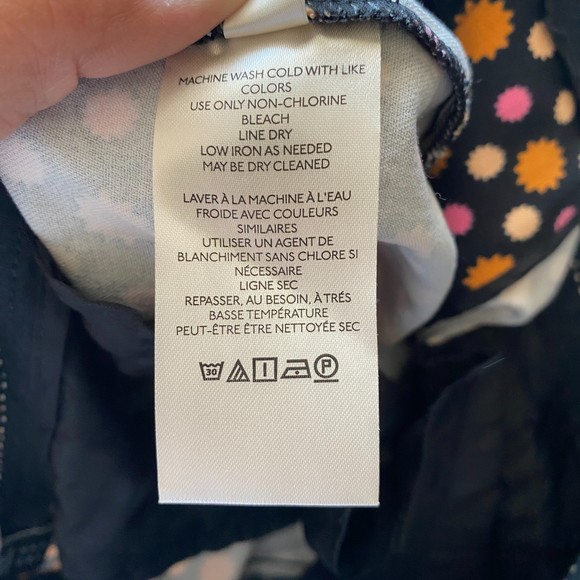 MACHINE WASH COLD WITH LIKE
COLORS
USE ONLY NON-CHLORINE
BLEACH
LINE DRY
LOW IRON AS NEEDED
MAY BE DRY CLEANED
LAVER À LA MACHINE À L'EAU
FROIDE AVEC COULEURS
SIMILAIRES
UTILISER UN AGENT DE
BLANCHIMENT SANS CHLORE SI
NÉCESSAIRE
LIGNE SEC
REPASSER, AU BESOIN, À TRÉS
BASSE TEMPÉRATURE
PEUT-ÊTRE ÊTRE NETTOYÉE SEC
30 P